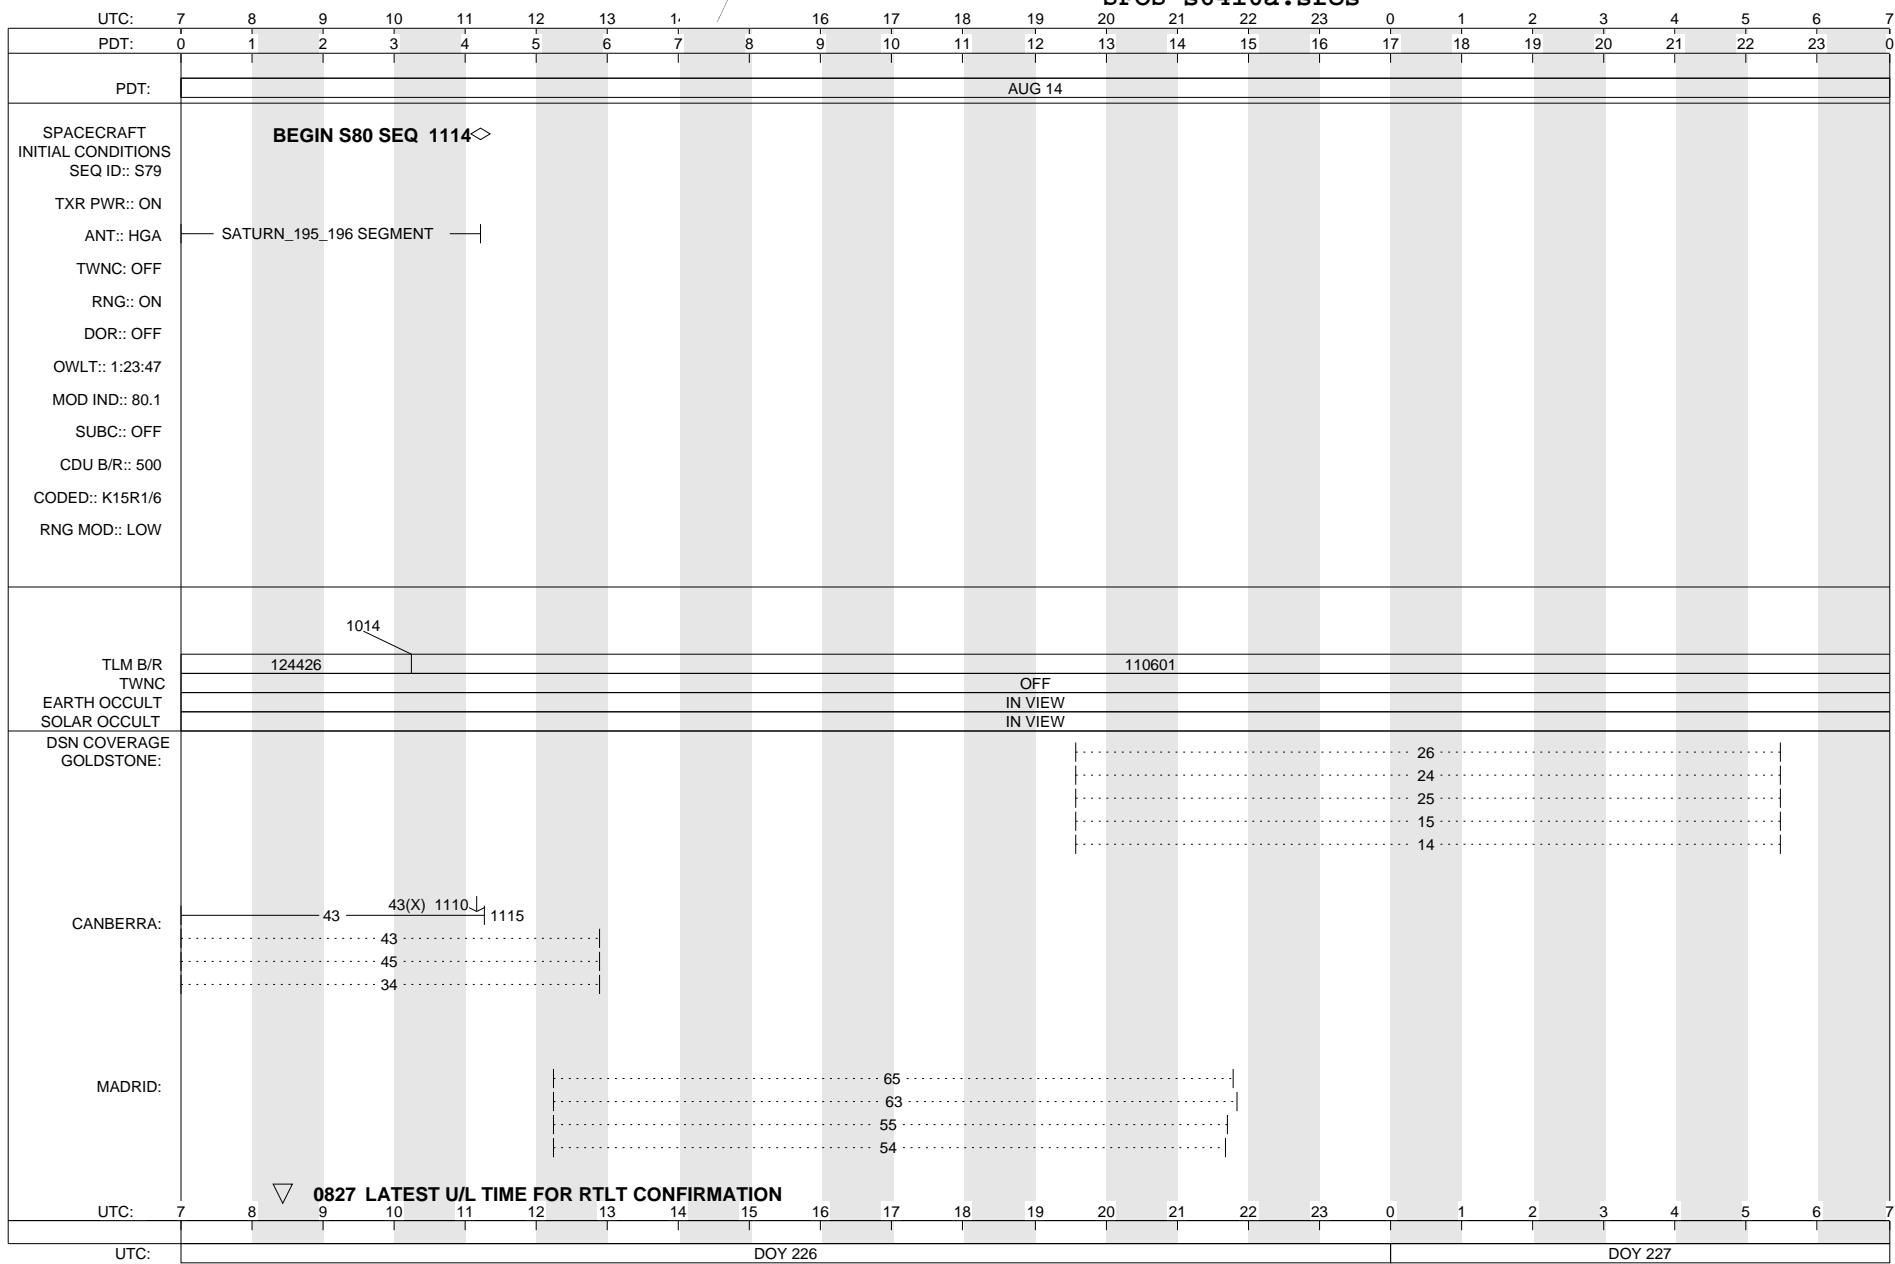 UTC: 7 8 9 10 11 12 13 16 17 18 19 20 21 22 23 0 1 2 3 4 5 6 7
PDT: 0 1 2 3 4 5 6 7 8 9 10 11 12 13 14 15 16 17 18 19 20 21 22 23 0
PDT: AUG 14
SPACECRAFT
INITIAL CONDITIONS
BEGIN S80 SEQ 1114
SEQ ID:: S79
TXR PWR:: ON
ANT:: HGA
SATURN_195_196 SEGMENT
TWNC: OFF
RNG:: ON
DOR:: OFF
OWLT:: 1:23:47
MOD IND:: 80.1
SUBC:: OFF
CDU B/R:: 500
CODED:: K15R1/6
RNG MOD:: LOW
1014
TLM B/R 124426 110601
TWNC OFF
EARTH OCCULT IN VIEW
SOLAR OCCULT IN VIEW
DSN COVERAGE
GOLDSTONE:
26
24
25
15
14
CANBERRA:
43(X) 1110
43 1115
43
45
34
MADRID:
65
63
55
54
0827 LATEST U/L TIME FOR RTLT CONFIRMATION
UTC: 7 8 9 10 11 12 13 14 15 16 17 18 19 20 21 22 23 0 1 2 3 4 5 6 7
UTC: DOY 226 DOY 227